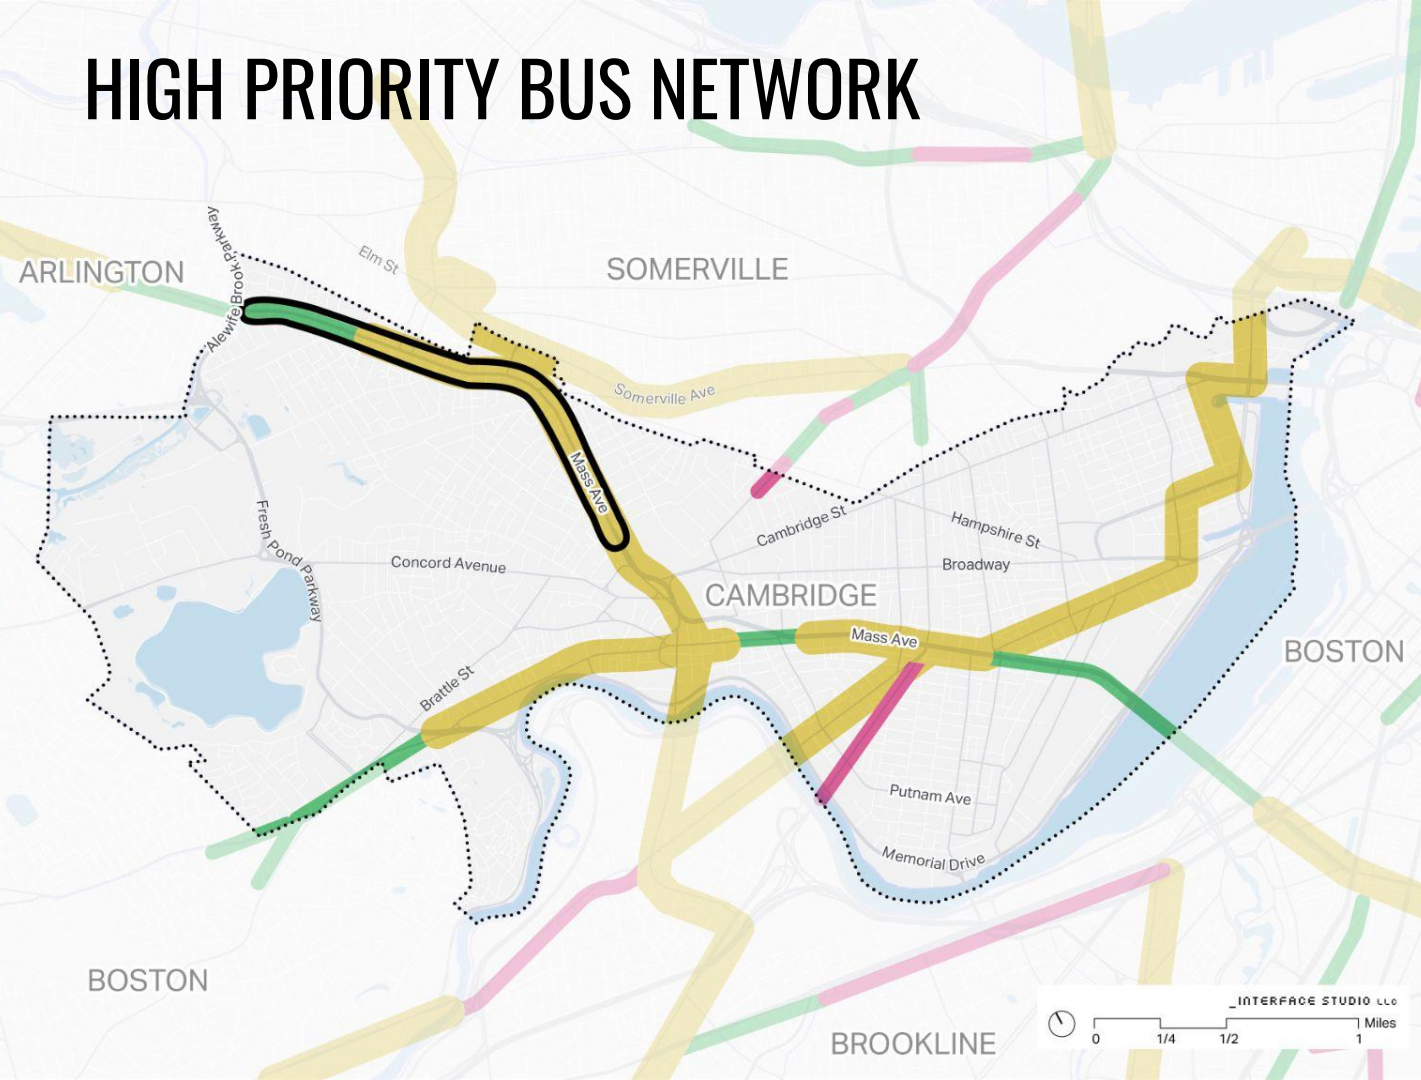 HIGH PRIORITY BUS NETWORK
ARLINGTON
Alewife Brook Parkway
Elm St
SOMERVILLE
Somerville Ave
Mass Ave
Fresh Pond Parkway
Concord Avenue
Cambridge St
Hampshire St
Broadway
CAMBRIDGE
Mass Ave
BOSTON
Brattle St
Putnam Ave
Memorial Drive
BOSTON
BROOKLINE
_INTERFACE STUDIO LLC
Miles
0 1/4 1/2 1